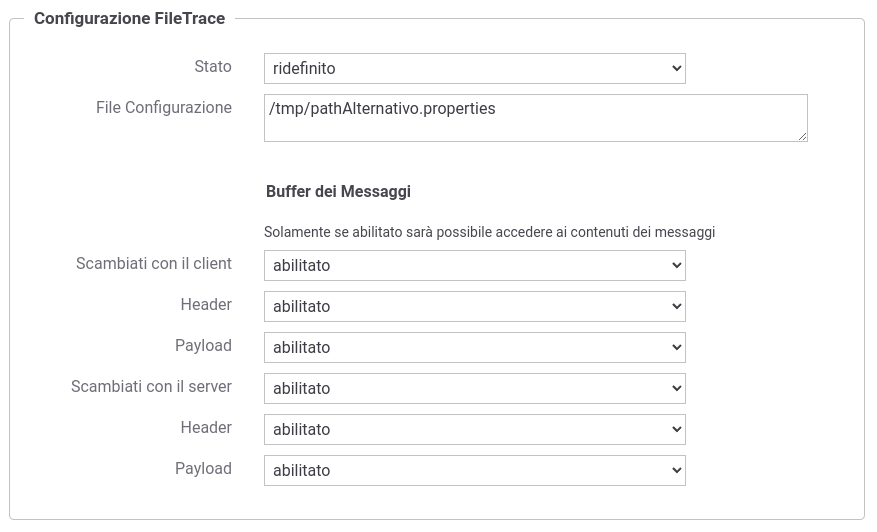 Configurazione FileTrace
Stato ridefinito
File Configurazione /tmp/pathAlternativo.properties
Buffer dei Messaggi
Solamente se abilitato sarà possibile accedere ai contenuti dei messaggi
Scambiati con il client abilitato
Header abilitato
Payload abilitato
Scambiati con il server abilitato
Header abilitato
Payload abilitato